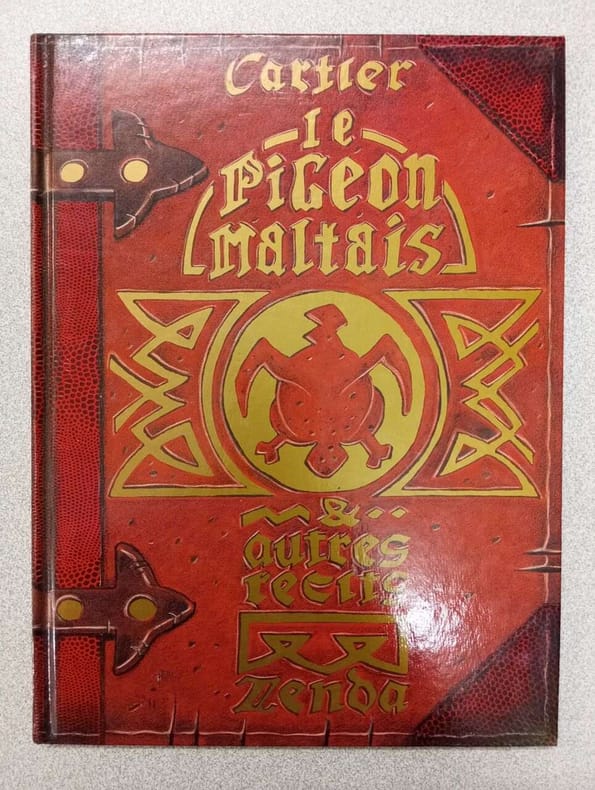 Cartier
le
PiGeon
maltais
&
autres
récits
Zenda